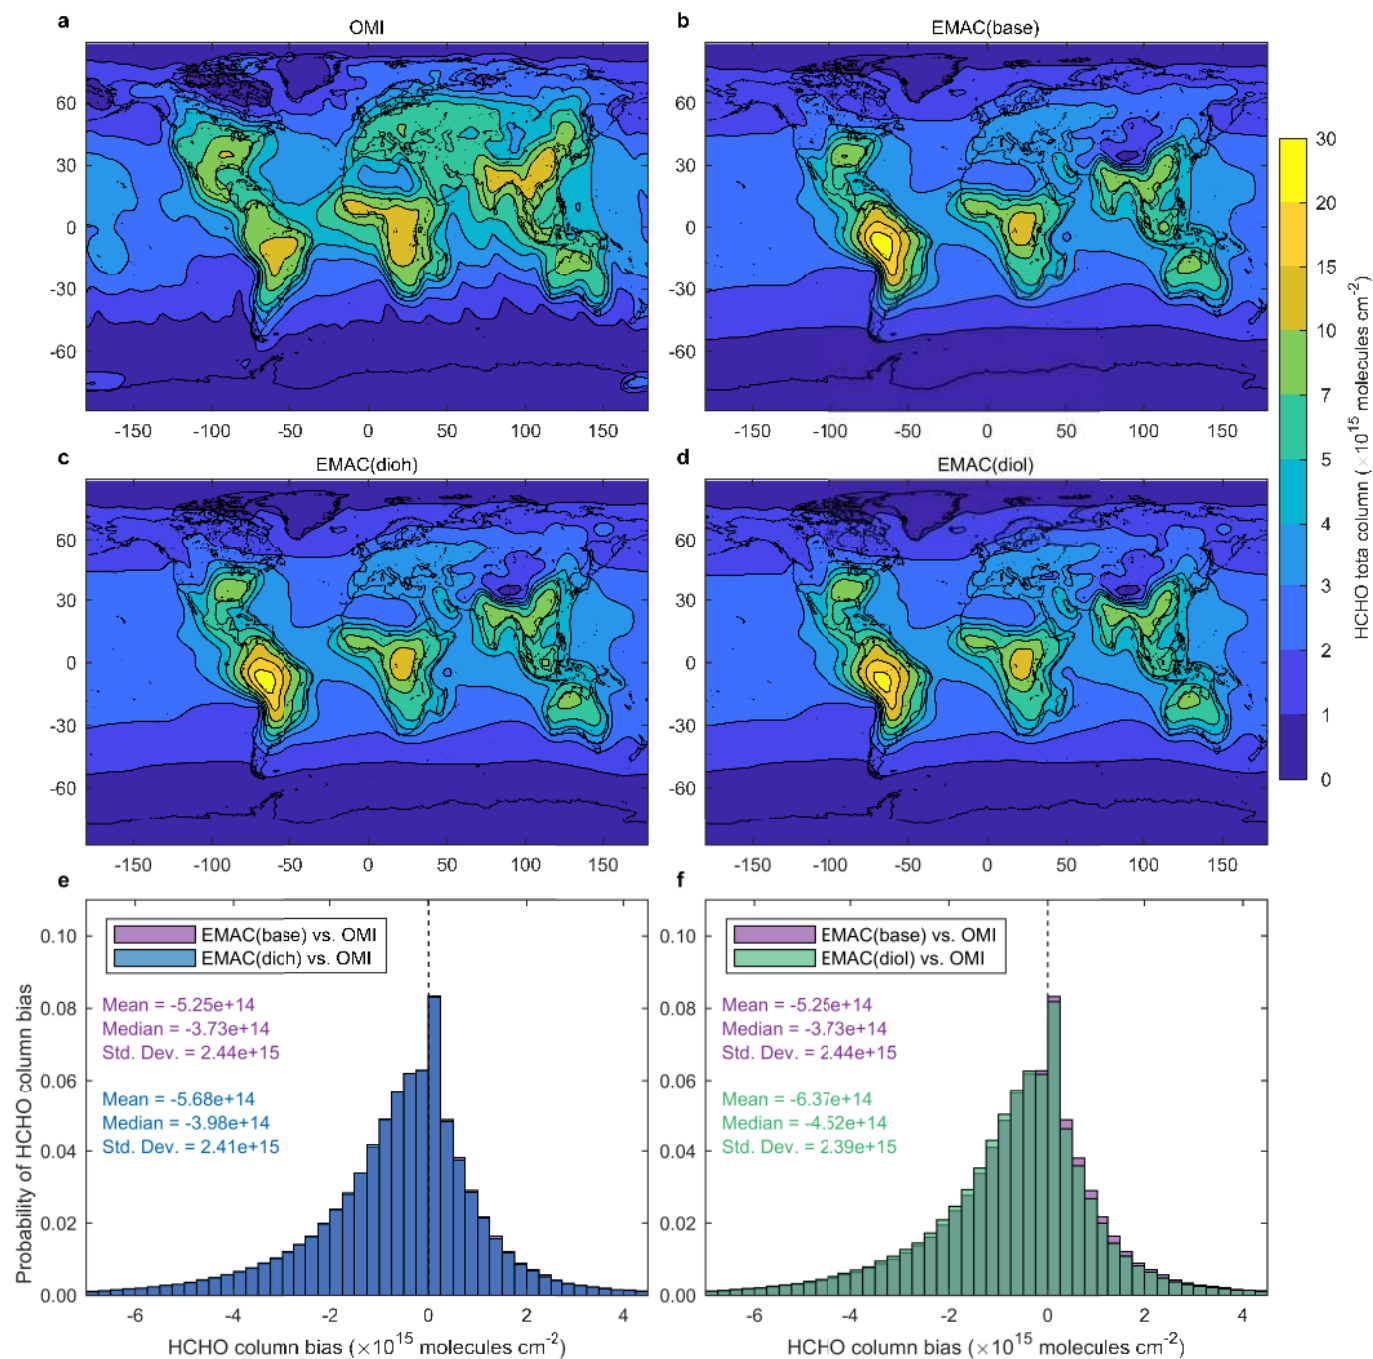 a
OMI
60
30
0
-30
-60
-150
-100
-50
0
50
100
150
b
EMAC(base)
60
30
0
-30
-60
-150
-100
-50
0
50
100
150
c
EMAC(dioh)
60
30
0
-30
-60
-150
-100
-50
0
50
100
150
d
EMAC(diol)
60
30
0
-30
-60
-150
-100
-50
0
50
100
150
30
20
15
10
7
5
4
3
2
1
0
HCHO tota column (×10^15 molecules cm^-2)
e
EMAC(base) vs. OMI
EMAC(dich) vs. OMI
Mean = -5.25e+14
Median = -3.73e+14
Std. Dev. = 2.44e+15
Mean = -5.68e+14
Median = -3.98e+14
Std. Dev. = 2.41e+15
0.10
0.08
0.06
0.04
0.02
0.00
Probability of HCHO column bias
-6
-4
-2
0
2
4
HCHO column bias (×10^15 molecules cm^-2)
f
EMAC(base) vs. OMI
EMAC(diol) vs. OMI
Mean = -5.25e+14
Median = -3.73e+14
Std. Dev. = 2.44e+15
Mean = -6.37e+14
Median = -4.52e+14
Std. Dev. = 2.39e+15
0.10
0.08
0.06
0.04
0.02
0.00
-6
-4
-2
0
2
4
HCHO column bias (×10^15 molecules cm^-2)